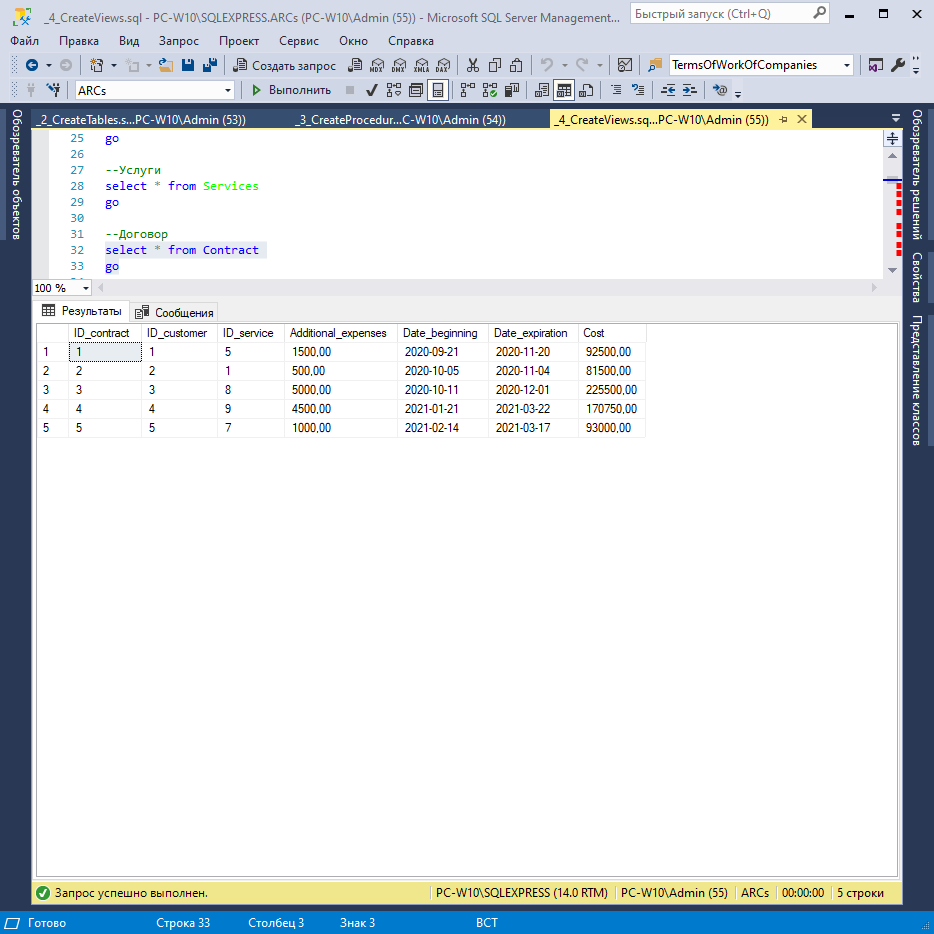 _4_CreateViews.sql - PC-W10\SQLEXPRESS.ARCs (PC-W10\Admin (55)) - Microsoft SQL Server Management...
Быстрый запуск (Ctrl+Q)
Файл Правка Вид Запрос Проект Сервис Окно Справка
Создать запрос MDX DMX XMLA DAX TermsOfWorkOfCompanies
ARCs Выполнить
Обозреватель объектов
_2_CreateTables.s...PC-W10\Admin (53)) _3_CreateProcedur...C-W10\Admin (54)) _4_CreateViews.sq...PC-W10\Admin (55))
25 go
26
27 --Услуги
28 select * from Services
29 go
30
31 --Договор
32 select * from Contract
33 go
100 %
Результаты Сообщения
ID_contract ID_customer ID_service Additional_expenses Date_beginning Date_expiration Cost
1 1 1 5 1500,00 2020-09-21 2020-11-20 92500,00
2 2 2 1 500,00 2020-10-05 2020-11-04 81500,00
3 3 3 8 5000,00 2020-10-11 2020-12-01 225500,00
4 4 4 9 4500,00 2021-01-21 2021-03-22 170750,00
5 5 5 7 1000,00 2021-02-14 2021-03-17 93000,00
Обозреватель решений
Свойства
Представление классов
Запрос успешно выполнен. PC-W10\SQLEXPRESS (14.0 RTM) PC-W10\Admin (55) ARCs 00:00:00 5 строки
Готово Строка 33 Столбец 3 Знак 3 ВСТ